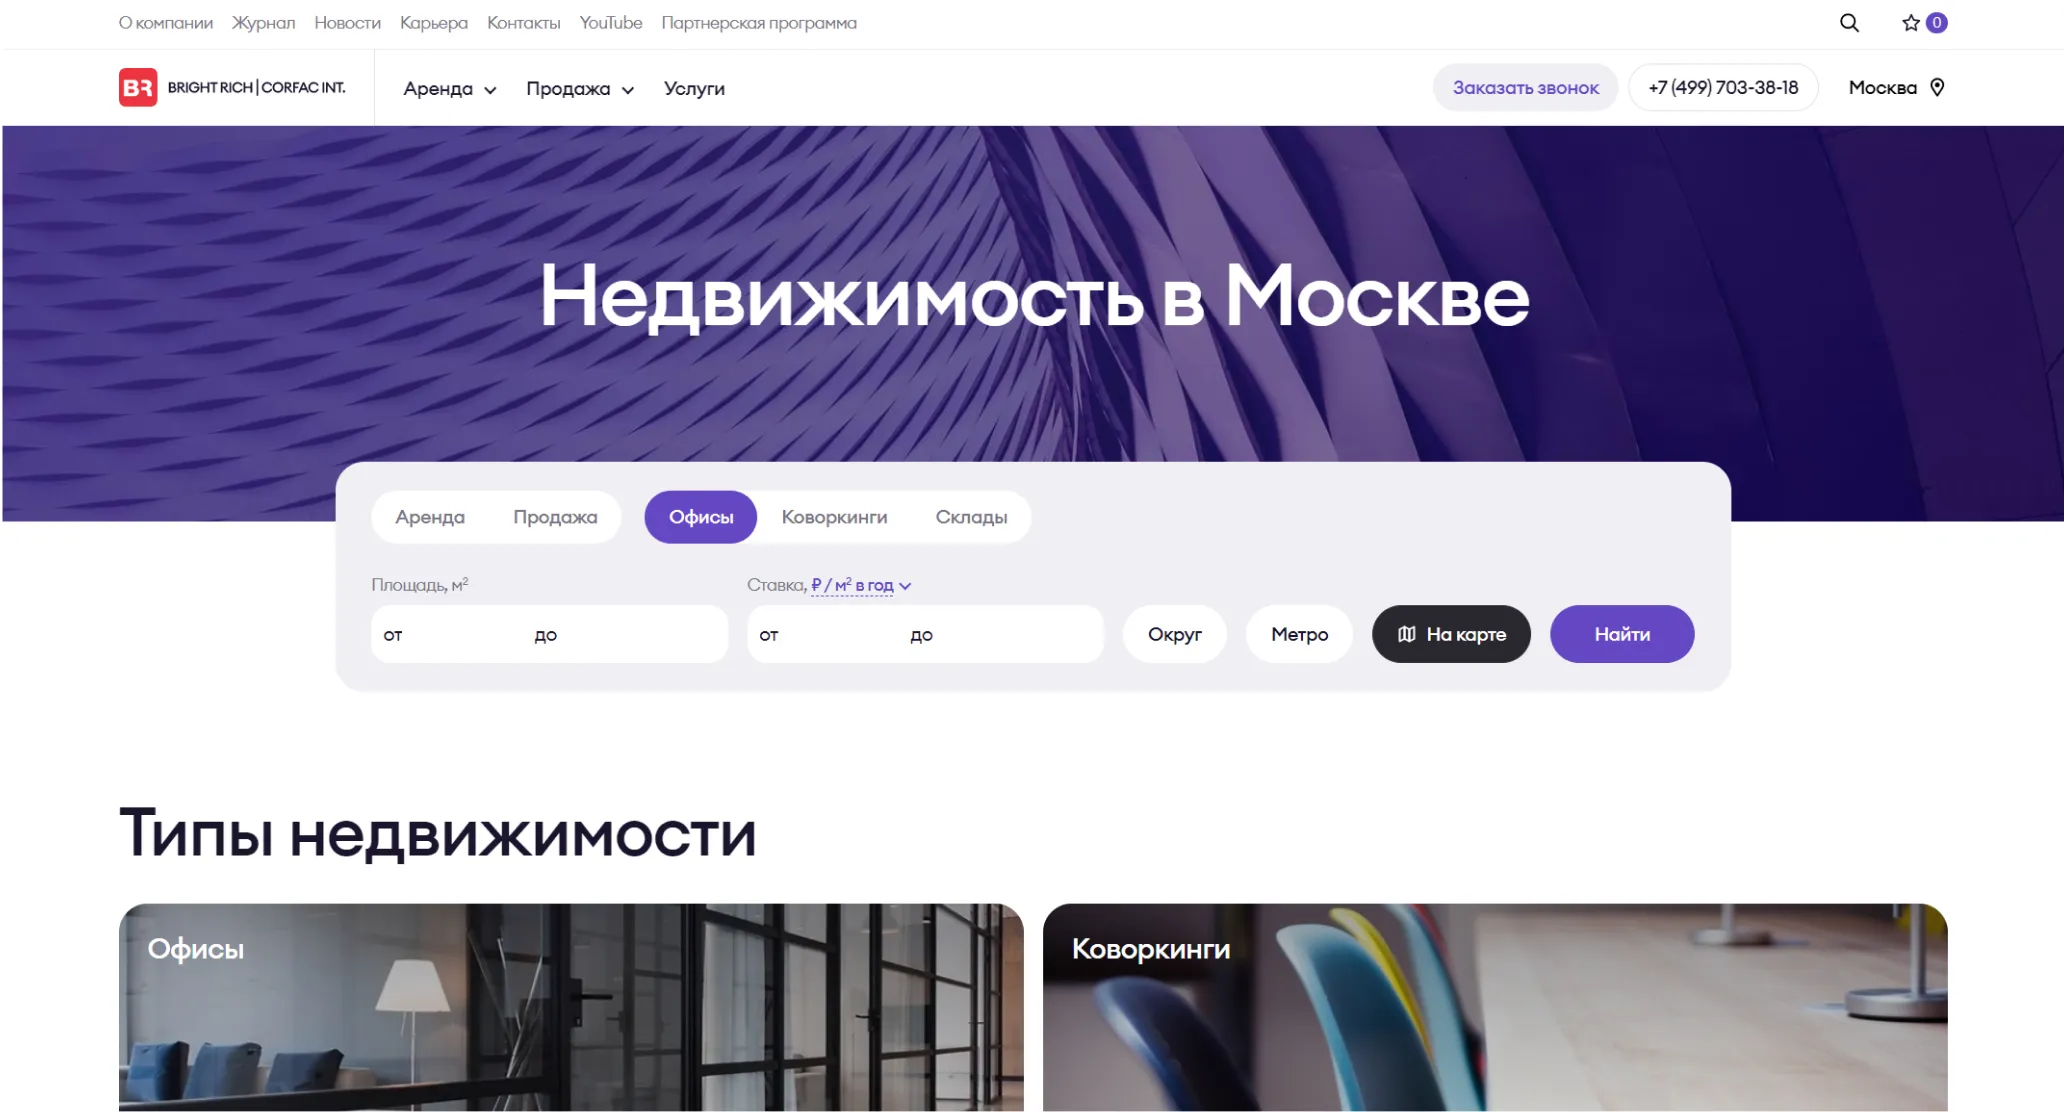 О компании Журнал Новости Карьера Контакты YouTube Партнерская программа 0
BR BRIGHT RICH | CORFAC INT. Аренда Продажа Услуги Заказать звонок +7 (499) 703-38-18 Москва
Недвижимость в Москве
Аренда Продажа Офисы Коворкинги Склады
Площадь, м² Ставка, ₽ / м² в год
от до от до Округ Метро На карте Найти
Типы недвижимости
Офисы Коворкинги